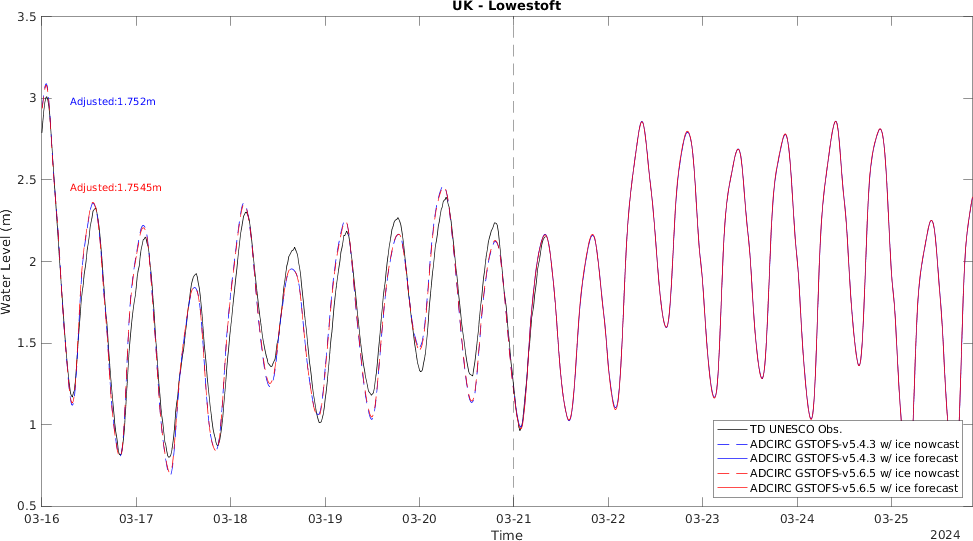 UK - Lowestoft
3.5
3
2.5
2
1.5
1
0.5
Water Level (m)
Adjusted:1.752m
Adjusted:1.7545m
TD UNESCO Obs.
ADCIRC GSTOFS-v5.4.3 w/ ice nowcast
ADCIRC GSTOFS-v5.4.3 w/ ice forecast
ADCIRC GSTOFS-v5.6.5 w/ ice nowcast
ADCIRC GSTOFS-v5.6.5 w/ ice forecast
03-16 03-17 03-18 03-19 03-20 03-21 03-22 03-23 03-24 03-25
Time
2024